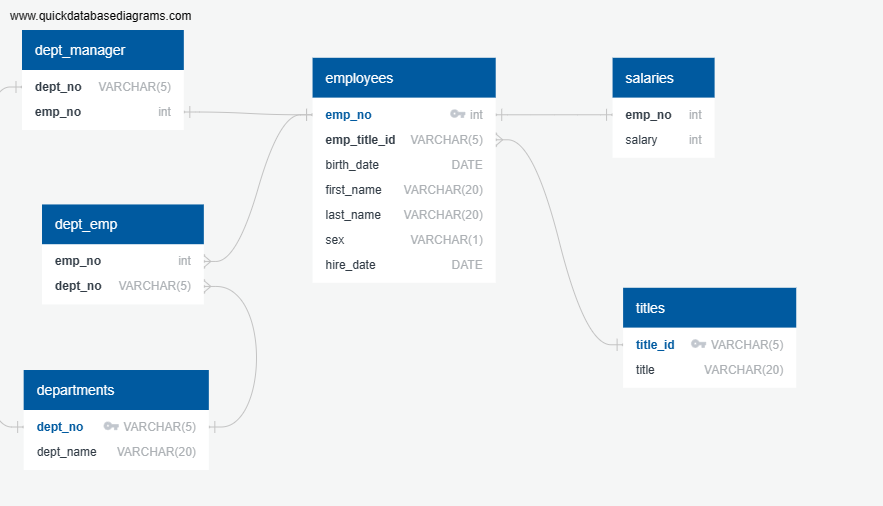 www.quickdatabasediagrams.com
dept_manager
dept_no VARCHAR(5)
emp_no int
employees
emp_no int
emp_title_id VARCHAR(5)
birth_date DATE
first_name VARCHAR(20)
last_name VARCHAR(20)
sex VARCHAR(1)
hire_date DATE
salaries
emp_no int
salary int
dept_emp
emp_no int
dept_no VARCHAR(5)
titles
title_id VARCHAR(5)
title VARCHAR(20)
departments
dept_no VARCHAR(5)
dept_name VARCHAR(20)